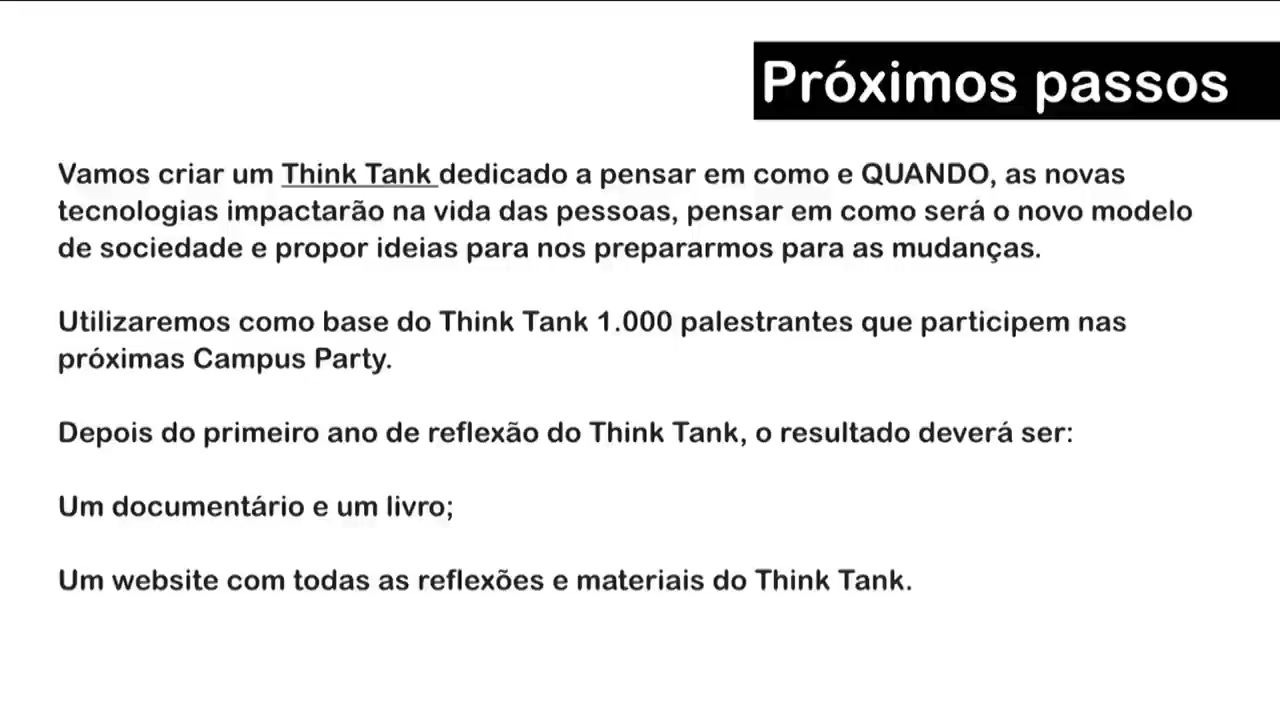 Próximos passos
Vamos criar um Think Tank dedicado a pensar em como e QUANDO, as novas
tecnologias impactarão na vida das pessoas, pensar em como será o novo modelo
de sociedade e propor ideias para nos prepararmos para as mudanças.
Utilizaremos como base do Think Tank 1.000 palestrantes que participem nas
próximas Campus Party.
Depois do primeiro ano de reflexão do Think Tank, o resultado deverá ser:
Um documentário e um livro;
Um website com todas as reflexões e materiais do Think Tank.